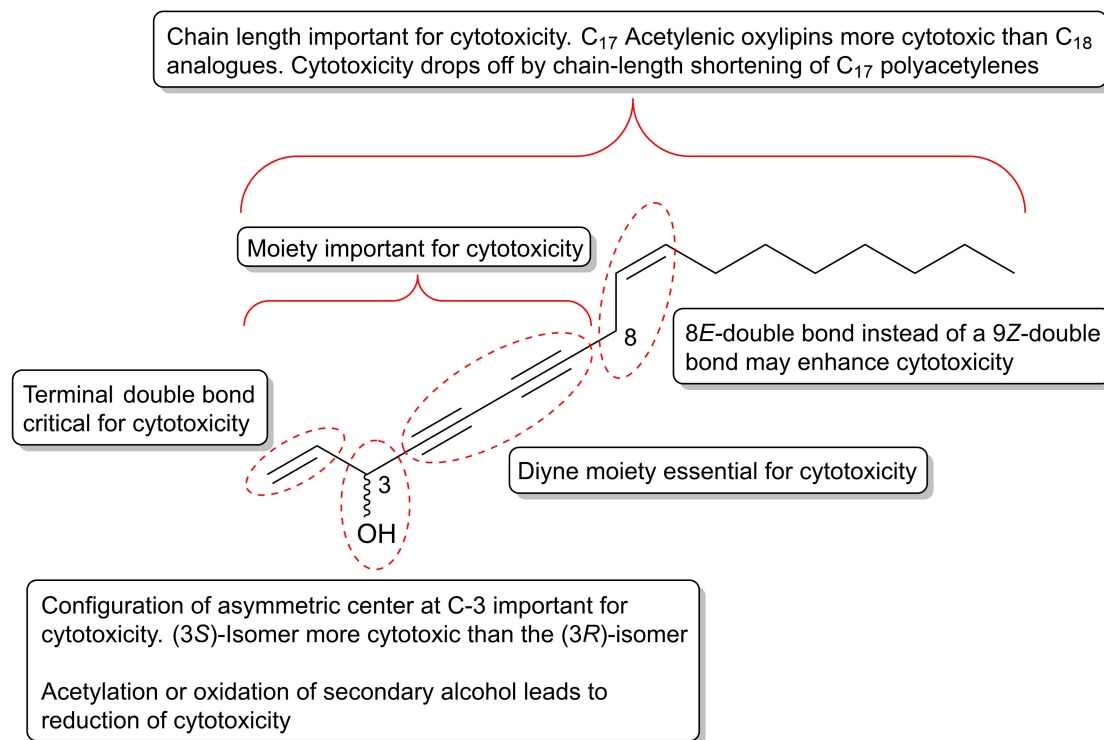 Chain length important for cytotoxicity. C₁₇ Acetylenic oxylipins more cytotoxic than C₁₈
analogues. Cytotoxicity drops off by chain-length shortening of C₁₇ polyacetylenes
Moiety important for cytotoxicity
8
8E-double bond instead of a 9Z-double
bond may enhance cytotoxicity
Terminal double bond
critical for cytotoxicity
Diyne moiety essential for cytotoxicity
3
OH
Configuration of asymmetric center at C-3 important for
cytotoxicity. (3S)-Isomer more cytotoxic than the (3R)-isomer
Acetylation or oxidation of secondary alcohol leads to
reduction of cytotoxicity